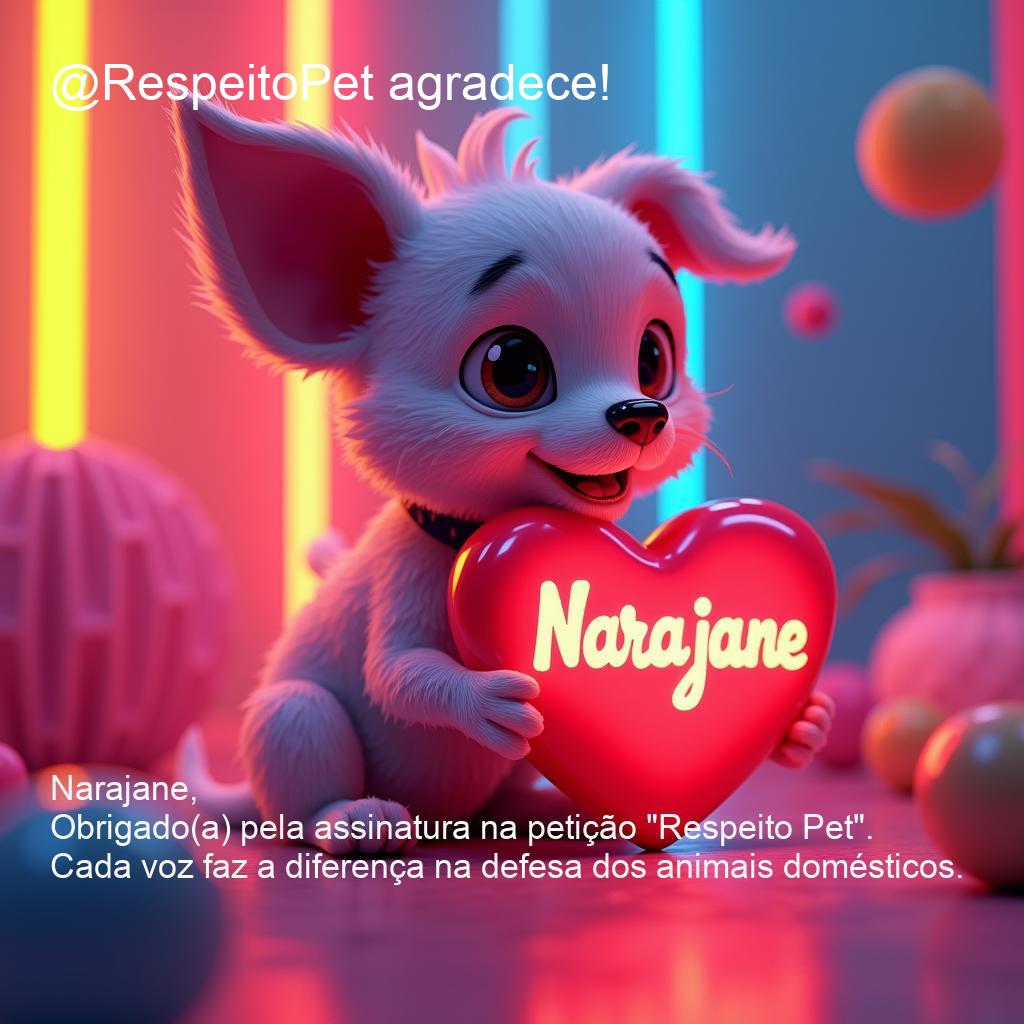 @RespeitoPet agradece!
Narajane
Narajane,
Obrigado(a) pela assinatura na petição "Respeito Pet".
Cada voz faz a diferença na defesa dos animais domésticos.